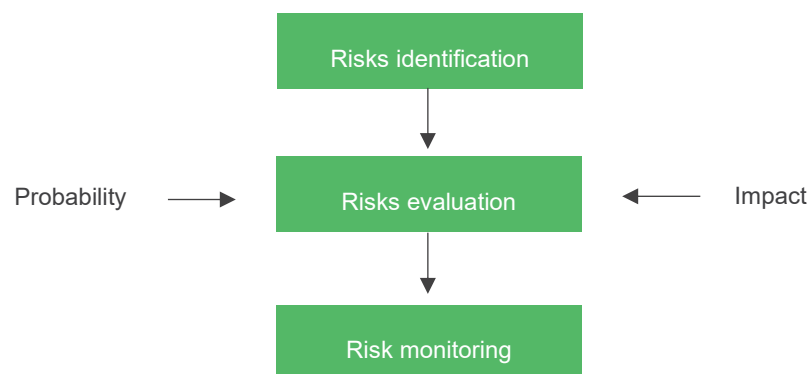 Risks identification
Probability
Risks evaluation
Impact
Risk monitoring